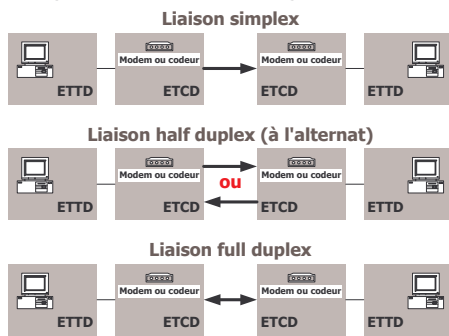 Liaison simplex
Modem ou codeur Modem ou codeur
ETTD ETCD ETCD ETTD
Liaison half duplex (à l'alternat)
Modem ou codeur ou Modem ou codeur
ETTD ETCD ETCD ETTD
Liaison full duplex
Modem ou codeur Modem ou codeur
ETTD ETCD ETCD ETTD